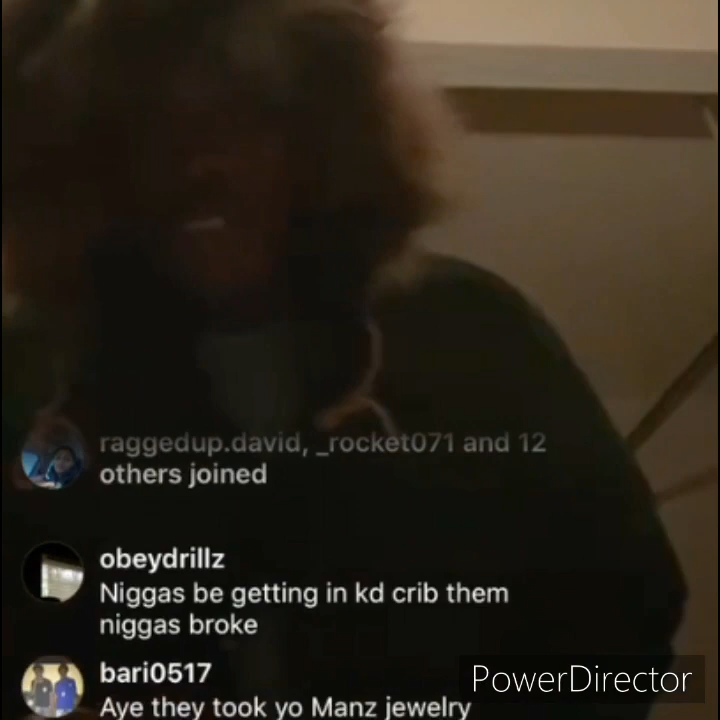 raggedup.david, _rocket071 and 12
others joined
obeydrillz
Niggas be getting in kd crib them
niggas broke
bari0517
Aye they took yo Manz jewelry
PowerDirector